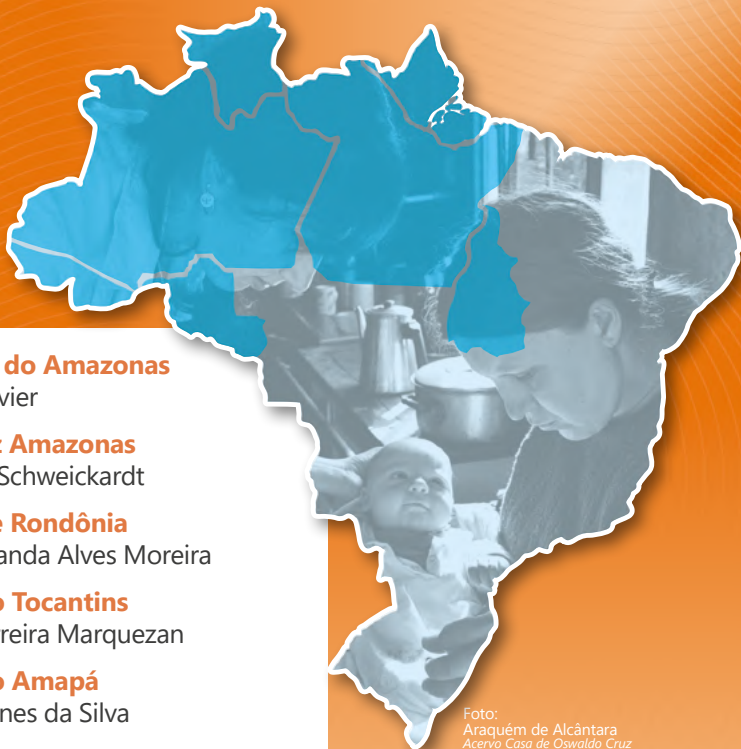 do Amazonas
vier
Amazonas
Schweickardt
e Rondônia
anda Alves Moreira
Tocantins
rreira Marquezan
o Amapá
nes da Silva
Foto:
Araquém de Alcântara
Acervo Casa de Oswaldo Cruz